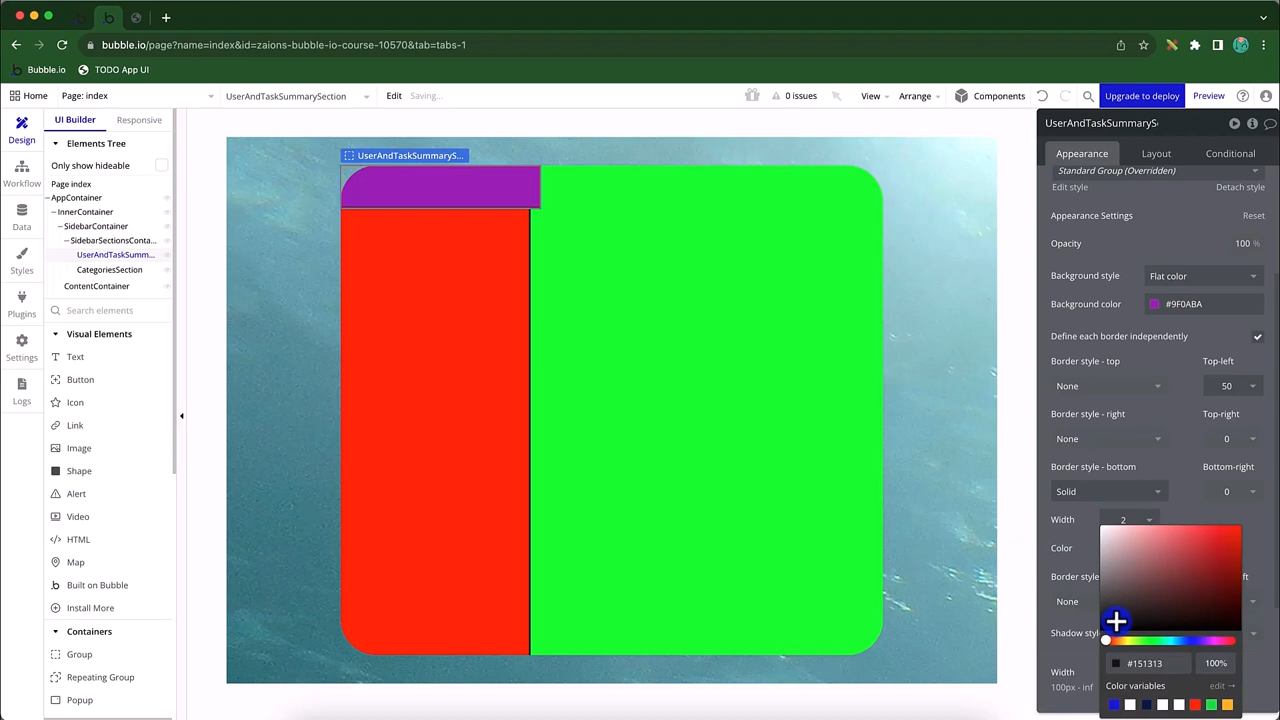 bubble.io/page?name=index&id=zaions-bubble-io-course-10570&tab=tabs-1
Bubble.io TODO App UI
Home Page: index UserAndTaskSummarySection Edit Saving... 0 issues View Arrange Components Upgrade to deploy Preview
Design
Workflow
Data
Styles
Plugins
Settings
Logs
UI Builder Responsive
Elements Tree
Only show hideable
Page index
AppContainer
InnerContainer
SidebarContainer
SidebarSectionsConta...
UserAndTaskSumm...
CategoriesSection
ContentContainer
Search elements
Visual Elements
Text
Button
Icon
Link
Image
Shape
Alert
Video
HTML
Map
Built on Bubble
Install More
Containers
Group
Repeating Group
Popup
UserAndTaskSummaryS...
UserAndTaskSummaryS
Appearance Layout Conditional
Standard Group (Overridden)
Edit style Detach style
Appearance Settings Reset
Opacity 100 %
Background style Flat color
Background color #9F0ABA
Define each border independently
Border style - top Top-left
None 50
Border style - right Top-right
None 0
Border style - bottom Bottom-right
Solid 0
Width 2
Color
Border style
None
Shadow styl
Width
100px - inf
#151313 100%
Color variables edit →